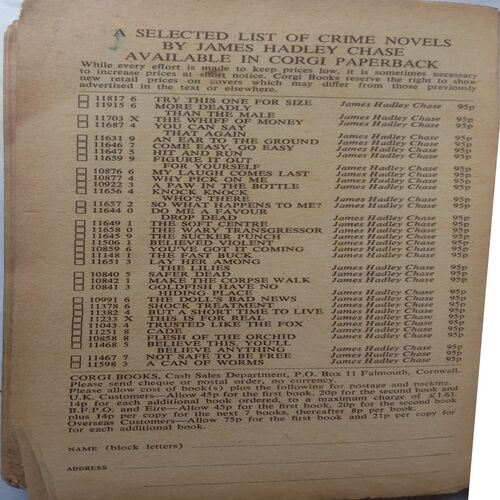 A SELECTED LIST OF CRIME NOVELS
BY JAMES HADLEY CHASE
AVAILABLE IN CORGI PAPERBACK
While every effort is made to keep prices low, it is sometimes necessary
to increase prices at short notice. Corgi Books reserve the right to show
new retail prices on covers which may differ from those previously
advertised in the text or elsewhere.
11817 6 TRY THIS ONE FOR SIZE James Hadley Chase 95p
11915 6 MORE DEADLY
THAN THE MALE James Hadley Chase 95p
11703 X THE WHIFF OF MONEY James Hadley Chase 95p
11687 4 YOU CAN SAY
THAT AGAIN James Hadley Chase 95p
11631 9 AN EAR TO THE GROUND James Hadley Chase 95p
11646 7 COME EASY, GO EASY James Hadley Chase 95p
11647 5 HIT AND RUN James Hadley Chase 95p
11659 9 FIGURE IT OUT
FOR YOURSELF James Hadley Chase 95p
10876 6 MY LAUGH COMES LAST James Hadley Chase 95p
10877 4 WHY PICK ON ME James Hadley Chase 95p
10922 3 A PAW IN THE BOTTLE James Hadley Chase 95p
11656 4 KNOCK KNOCK
WHO'S THERE James Hadley Chase 95p
11657 2 SO WHAT HAPPENS TO ME? James Hadley Chase 95p
11644 0 DO ME A FAVOUR
DROP DEAD James Hadley Chase 95p
11649 1 THE SOFT CENTRE James Hadley Chase 95p
11658 0 THE WARY TRANSGRESSOR James Hadley Chase 95p
11645 9 THE SUCKER PUNCH James Hadley Chase 95p
11506 1 BELIEVED VIOLENT James Hadley Chase 95p
10859 6 YOU'VE GOT IT COMING James Hadley Chase 95p
11148 1 THE FAST BUCK James Hadley Chase 95p
11651 3 LAY HER AMONG
THE LILIES James Hadley Chase 95p
10840 5 SAFER DEAD James Hadley Chase 95p
10842 1 MAKE THE CORPSE WALK James Hadley Chase 95p
10841 3 GOLDFISH HAVE NO
HIDING PLACE James Hadley Chase 95p
10991 6 THE DOLL'S BAD NEWS James Hadley Chase 95p
11378 6 SHOCK TREATMENT James Hadley Chase 95p
11382 4 BUT A SHORT TIME TO LIVE James Hadley Chase 95p
11233 X THIS IS FOR REAL James Hadley Chase 95p
11043 4 TRUSTED LIKE THE FOX James Hadley Chase 95p
11251 8 CADE James Hadley Chase 95p
10858 8 FLESH OF THE ORCHID James Hadley Chase 95p
11468 5 BELIEVE THIS, YOU'LL
BELIEVE ANYTHING James Hadley Chase 95p
11467 7 NOT SAFE TO BE FREE James Hadley Chase 95p
11598 3 A CAN OF WORMS James Hadley Chase 95p
CORGI BOOKS, Cash Sales Department, P.O. Box 11 Falmouth, Cornwall.
Please send cheque or postal order, no currency.
Please allow cost of book(s) plus the following for postage and packing.
U.K. Customers—Allow 45p for the first book, 20p for the second book and
14p for each additional book ordered, to a maximum charge of £1.63.
B.F.P.O. and Eire—Allow 45p for the first book, 20p for the second book
plus 14p per copy for the next 7 books, thereafter 8p per book.
Overseas Customers—Allow 75p for the first book and 21p per copy for
for each additional book.
NAME (block letters)
ADDRESS